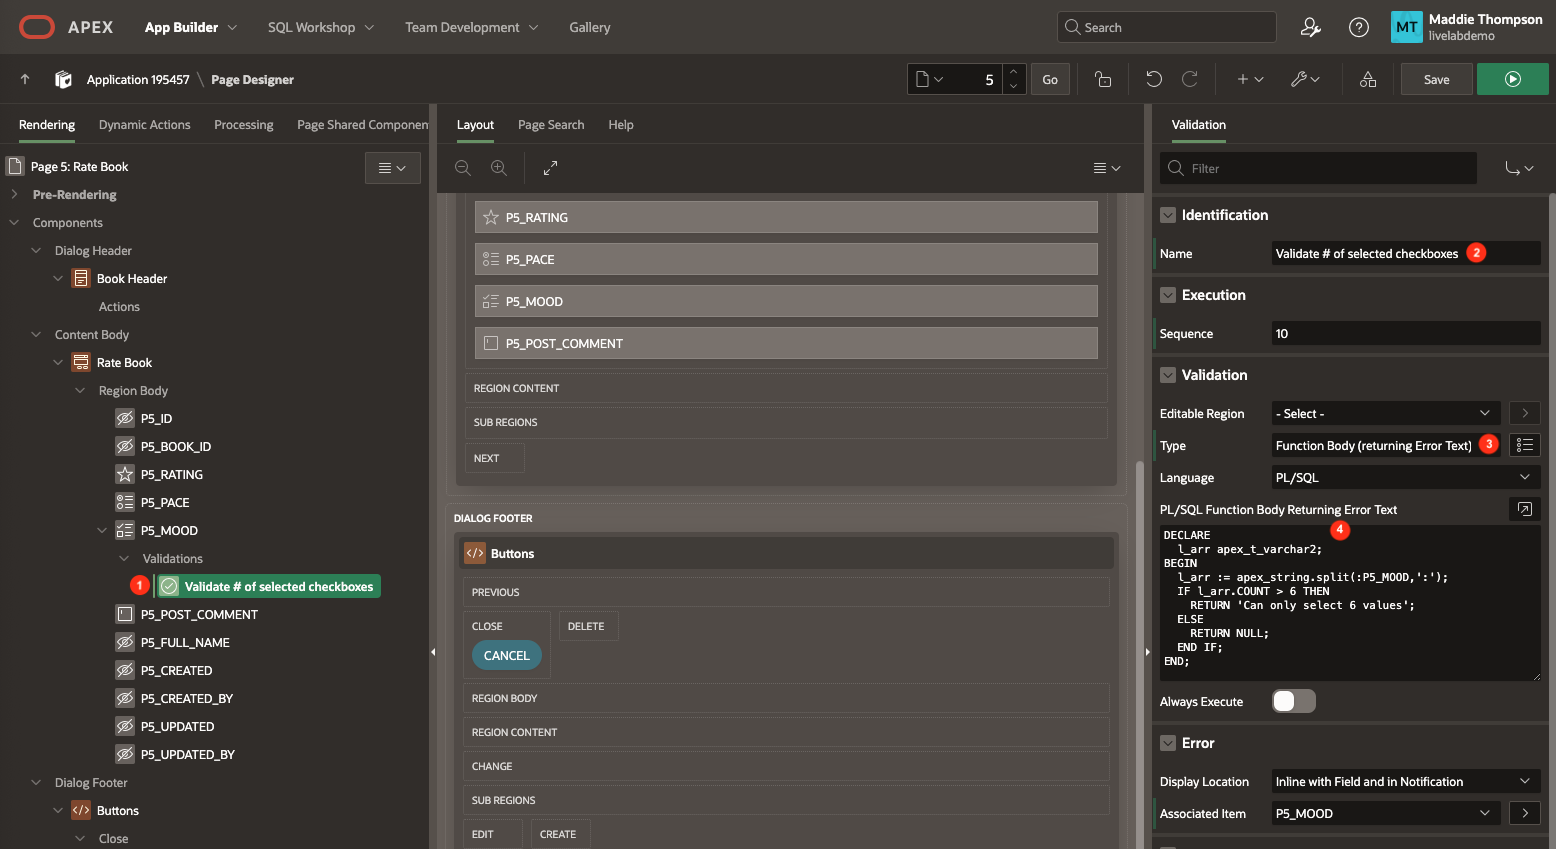 APEX
App Builder
SQL Workshop
Team Development
Gallery
Search
MT
Maddie Thompson
livelabdemo
Application 195457 \ Page Designer
5
Go
Save
Rendering
Dynamic Actions
Processing
Page Shared Componen
Page 5: Rate Book
Pre-Rendering
Components
Dialog Header
Book Header
Actions
Content Body
Rate Book
Region Body
P5_ID
P5_BOOK_ID
P5_RATING
P5_PACE
P5_MOOD
Validations
1
Validate # of selected checkboxes
P5_POST_COMMENT
P5_FULL_NAME
P5_CREATED
P5_CREATED_BY
P5_UPDATED
P5_UPDATED_BY
Dialog Footer
Buttons
Close
Layout
Page Search
Help
P5_RATING
P5_PACE
P5_MOOD
P5_POST_COMMENT
REGION CONTENT
SUB REGIONS
NEXT
DIALOG FOOTER
Buttons
PREVIOUS
CLOSE
DELETE
CANCEL
REGION BODY
REGION CONTENT
CHANGE
SUB REGIONS
EDIT
CREATE
Validation
Filter
Identification
Name
Validate # of selected checkboxes
2
Execution
Sequence
10
Validation
Editable Region
- Select -
Type
Function Body (returning Error Text)
3
Language
PL/SQL
PL/SQL Function Body Returning Error Text
4
DECLARE
l_arr apex_t_varchar2;
BEGIN
l_arr := apex_string.split(:P5_MOOD,':');
IF l_arr.COUNT > 6 THEN
RETURN 'Can only select 6 values';
ELSE
RETURN NULL;
END IF;
END;
Always Execute
Error
Display Location
Inline with Field and in Notification
Associated Item
P5_MOOD